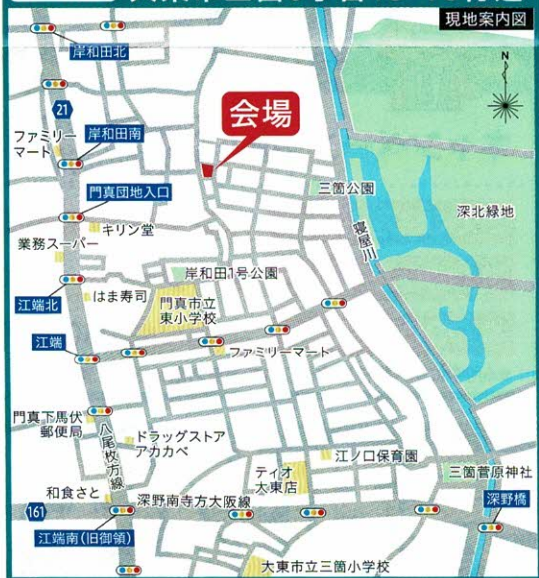 現地案内図
岸和田北
N
21
ファミリー
マート
岸和田南
会場
門真団地入口
三箇公園
深北緑地
キリン堂
寝屋川
業務スーパー
岸和田1号公園
江端北
はま寿司
門真市立
東小学校
江端
ファミリーマート
門真下馬伏
郵便局
八尾枚方線
ドラッグストア
アカカベ
江ノ口保育園
ティオ
大東店
三箇菅原神社
和食さと
161
深野南寺方大阪線
深野橋
江端南(旧御領)
大東市立三箇小学校